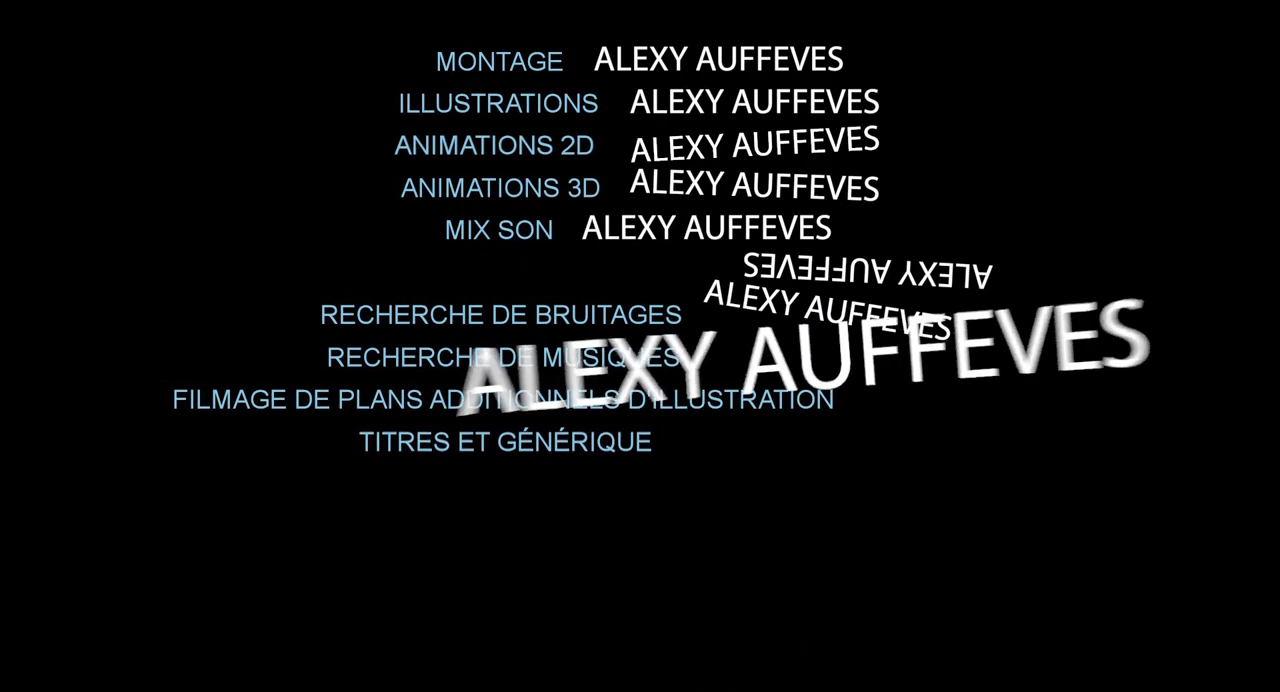 MONTAGE ALEXY AUFFEVES
ILLUSTRATIONS ALEXY AUFFEVES
ANIMATIONS 2D ALEXY AUFFEVES
ANIMATIONS 3D ALEXY AUFFEVES
MIX SON ALEXY AUFFEVES
ALEXY AUFFEVES
RECHERCHE DE BRUITAGES ALEXY AUFFEVES
RECHERCHE DE MUSIQUES ALEXY AUFFEVES
FILMAGE DE PLANS ADDITIONNELS D'ILLUSTRATION
TITRES ET GÉNÉRIQUE